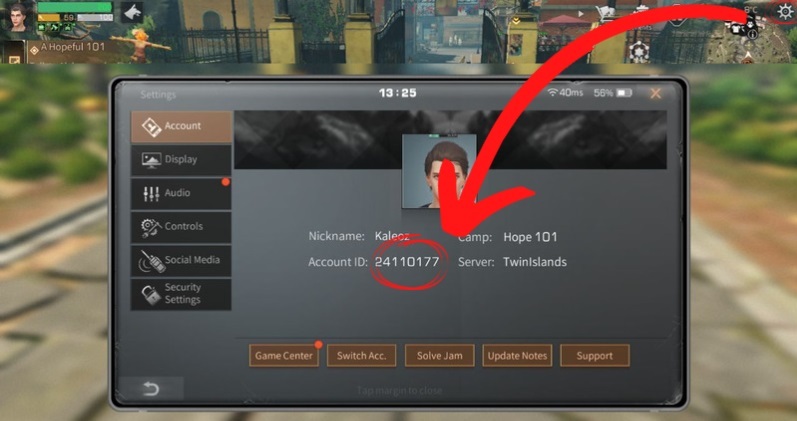 A Hopeful 101
Settings
13:25
40ms
56%
Account
Display
Audio
Controls
Social Media
Security
Settings
Nickname: Kaleoz
Camp: Hope 101
Account ID: 24110177
Server: TwinIslands
Game Center
Switch Acc.
Solve Jam
Update Notes
Support
Tap margin to close